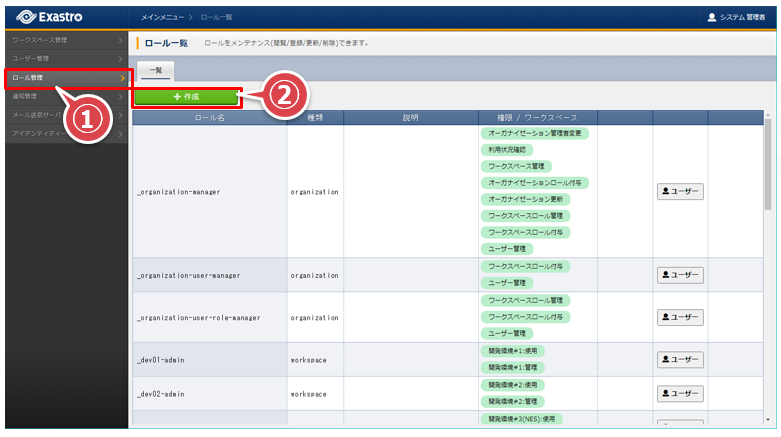 Exastro
メインメニュー > ロール一覧
システム 管理者
ワークスペース管理
ユーザー管理
ロール管理
通知管理
メール送信サーバ
アイデンティティー
ロール一覧
ロールをメンテナンス(閲覧/登録/更新/削除)できます。
一覧
+ 作成
①
②
ロール名 種類 説明 権限 / ワークスペース
_organization-manager organization
オーガナイゼーション管理者変更
利用状況確認
ワークスペース管理
オーガナイゼーションロール付与
オーガナイゼーション更新
ワークスペースロール管理
ワークスペースロール付与
ユーザー管理
ユーザー
_organization-user-manager organization
ワークスペースロール付与
ユーザー管理
ユーザー
_organization-user-role-manager organization
ワークスペースロール管理
ワークスペースロール付与
ユーザー管理
ユーザー
_dev01-admin workspace
開発環境#1:使用
開発環境#1:管理
ユーザー
_dev02-admin workspace
開発環境#2:使用
開発環境#2:管理
ユーザー
開発環境#3(NES):使用